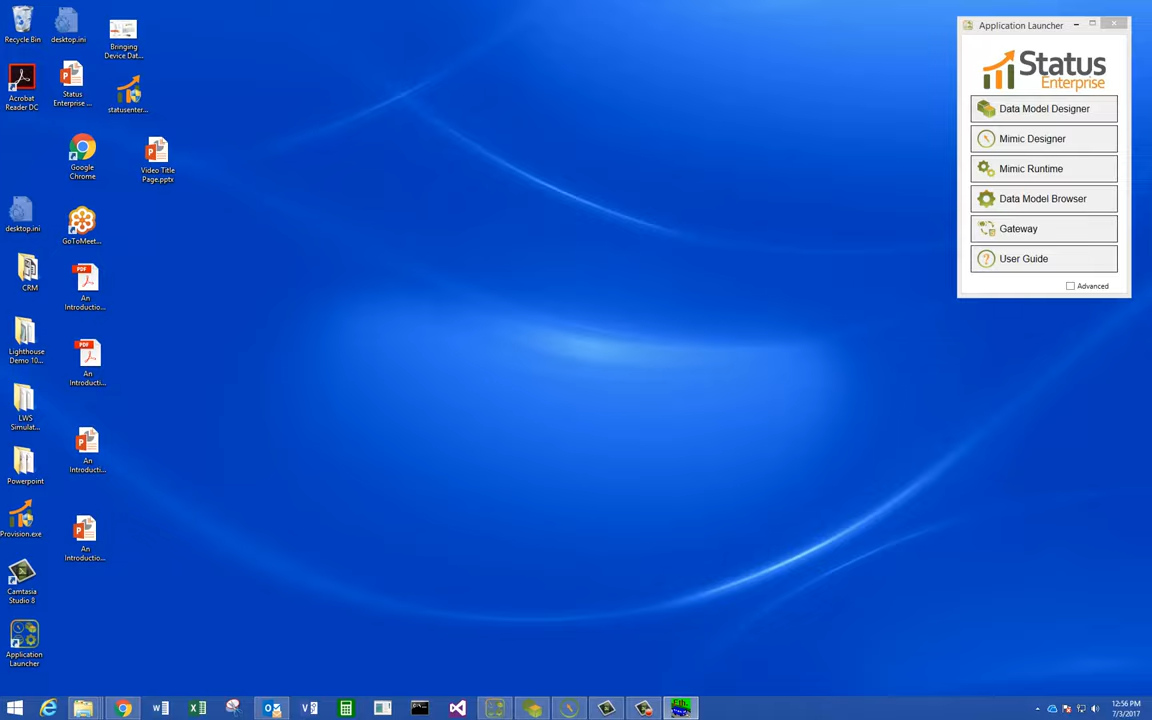 Recycle Bin
desktop.ini
Bringing
Device Dat...
Acrobat
Reader DC
Status
Enterprise ...
statusenter...
Google
Chrome
Video Title
Page.pptx
desktop.ini
GoToMeet...
CRM
An
Introductio...
Lighthouse
Demo 10...
An
Introducti...
LWS
Simulat...
An
Introducti...
Powerpoint
Provision.exe
An
Introductio...
Camtasia
Studio 8
Application
Launcher
Application Launcher
Status
Enterprise
Data Model Designer
Mimic Designer
Mimic Runtime
Data Model Browser
Gateway
User Guide
Advanced
12:56 PM
7/3/2017